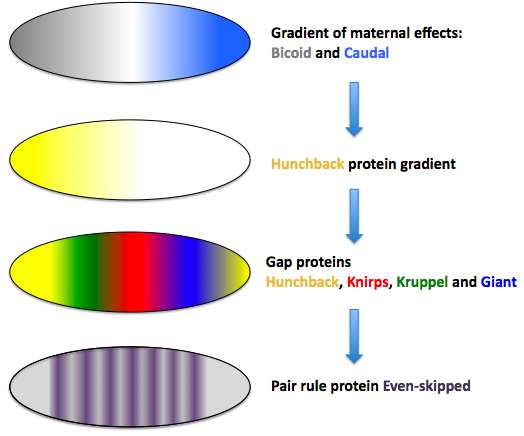 Gradient of maternal effects:
Bicoid and Caudal
Hunchback protein gradient
Gap proteins
Hunchback, Knirps, Kruppel and Giant
Pair rule protein Even-skipped